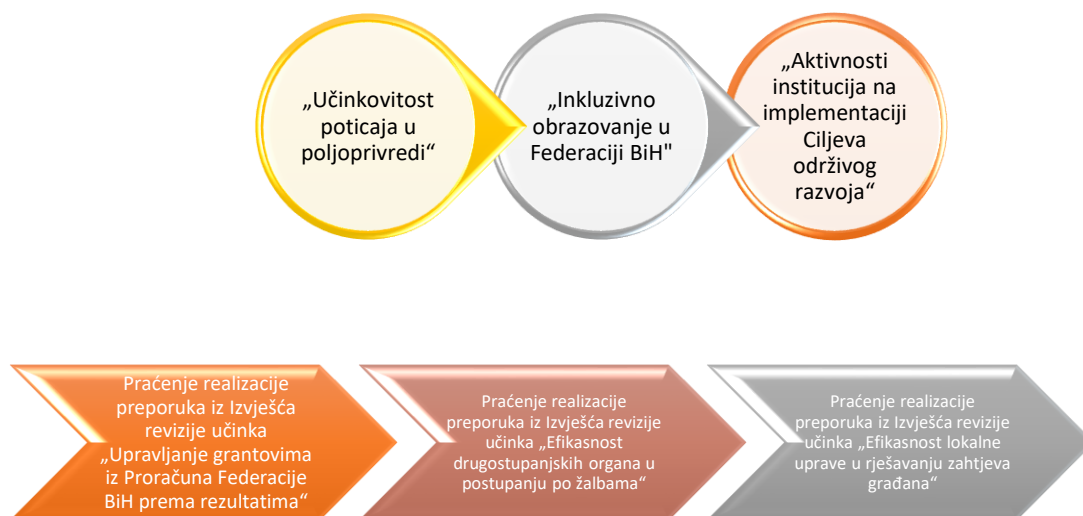 „Učinkovitost
poticaja u
poljoprivredi“
„Inkluzivno
obrazovanje u
Federaciji BiH"
„Aktivnosti
institucija na
implementaciji
Ciljeva
održivog
razvoja“
Praćenje realizacije
preporuka iz Izvješća
revizije učinka
„Upravljanje grantovima
iz Proračuna Federacije
BiH prema rezultatima“
Praćenje realizacije
preporuka iz Izvješća revizije
učinka „Efikasnost
drugostupanjskih organa u
postupanju po žalbama“
Praćenje realizacije
preporuka iz Izvješća revizije
učinka „Efikasnost lokalne
uprave u rješavanju zahtjeva
građana“